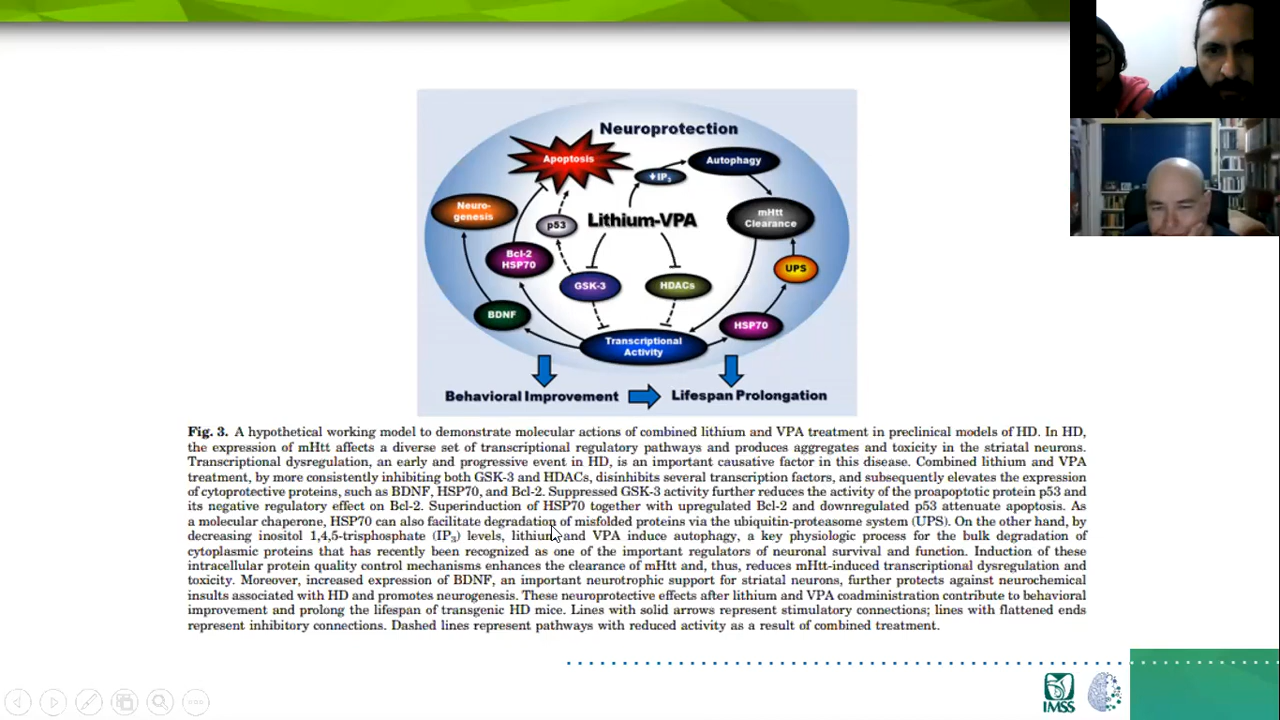 Neuroprotection
Apoptosis
Autophagy
IP3
Neuro-
genesis
mHtt
Clearance
p53
Lithium-VPA
Bcl-2
HSP70
UPS
GSK-3
HDACs
BDNF
HSP70
Transcriptional
Activity
Behavioral Improvement
Lifespan Prolongation
Fig. 3. A hypothetical working model to demonstrate molecular actions of combined lithium and VPA treatment in preclinical models of HD. In HD,
the expression of mHtt affects a diverse set of transcriptional regulatory pathways and produces aggregates and toxicity in the striatal neurons.
Transcriptional dysregulation, an early and progressive event in HD, is an important causative factor in this disease. Combined lithium and VPA
treatment, by more consistently inhibiting both GSK-3 and HDACs, disinhibits several transcription factors, and subsequently elevates the expression
of cytoprotective proteins, such as BDNF, HSP70, and Bcl-2. Suppressed GSK-3 activity further reduces the activity of the proapoptotic protein p53 and
its negative regulatory effect on Bcl-2. Superinduction of HSP70 together with upregulated Bcl-2 and downregulated p53 attenuate apoptosis. As
a molecular chaperone, HSP70 can also facilitate degradation of misfolded proteins via the ubiquitin-proteasome system (UPS). On the other hand, by
decreasing inositol 1,4,5-trisphosphate (IP3) levels, lithium and VPA induce autophagy, a key physiologic process for the bulk degradation of
cytoplasmic proteins that has recently been recognized as one of the important regulators of neuronal survival and function. Induction of these
intracellular protein quality control mechanisms enhances the clearance of mHtt and, thus, reduces mHtt-induced transcriptional dysregulation and
toxicity. Moreover, increased expression of BDNF, an important neurotrophic support for striatal neurons, further protects against neurochemical
insults associated with HD and promotes neurogenesis. These neuroprotective effects after lithium and VPA coadministration contribute to behavioral
improvement and prolong the lifespan of transgenic HD mice. Lines with solid arrows represent stimulatory connections; lines with flattened ends
represent inhibitory connections. Dashed lines represent pathways with reduced activity as a result of combined treatment.
IMSS